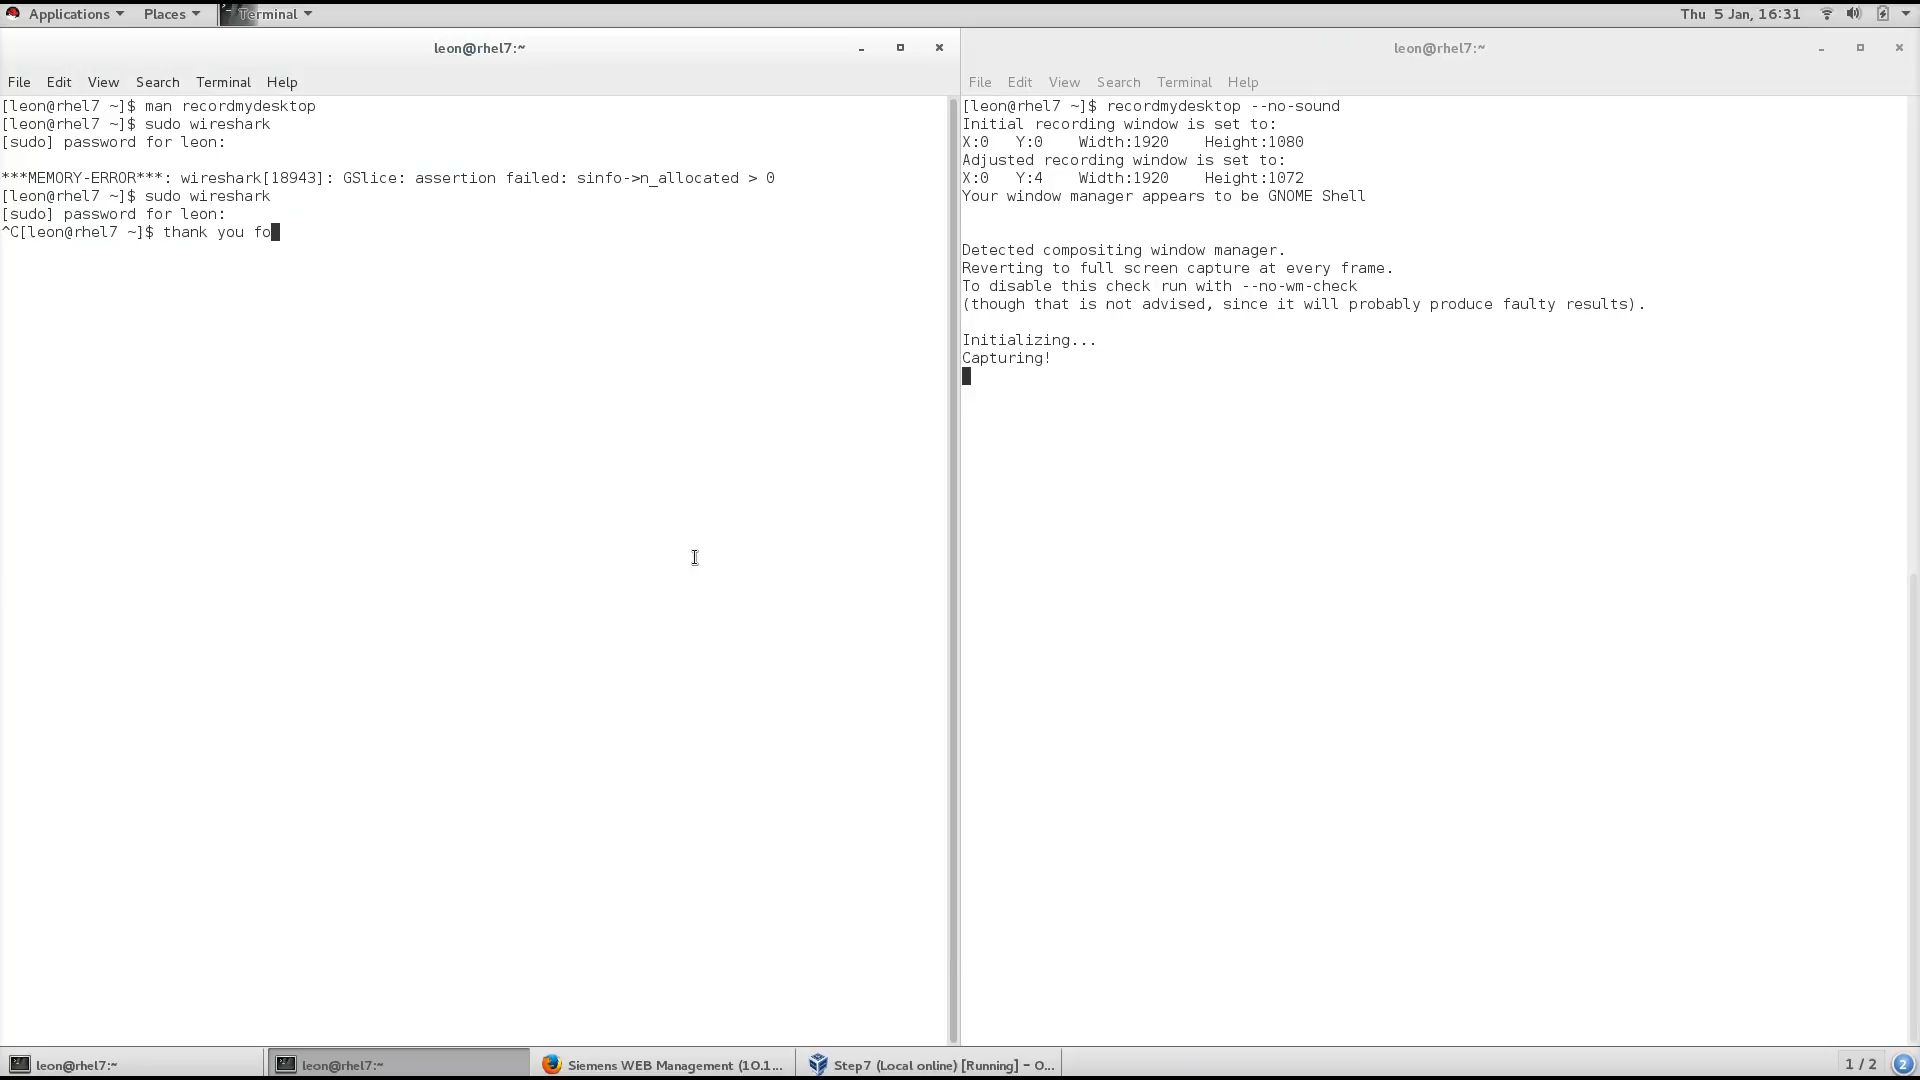 Applications Places Terminal Thu 5 Jan, 16:31
leon@rhel7:~
File Edit View Search Terminal Help
[leon@rhel7 ~]$ man recordmydesktop
[leon@rhel7 ~]$ sudo wireshark
[sudo] password for leon:
***MEMORY-ERROR***: wireshark[18943]: GSlice: assertion failed: sinfo->n_allocated > 0
[leon@rhel7 ~]$ sudo wireshark
[sudo] password for leon:
^C[leon@rhel7 ~]$ thank you fo
leon@rhel7:~
File Edit View Search Terminal Help
[leon@rhel7 ~]$ recordmydesktop --no-sound
Initial recording window is set to:
X:0 Y:0 Width:1920 Height:1080
Adjusted recording window is set to:
X:0 Y:4 Width:1920 Height:1072
Your window manager appears to be GNOME Shell
Detected compositing window manager.
Reverting to full screen capture at every frame.
To disable this check run with --no-wm-check
(though that is not advised, since it will probably produce faulty results).
Initializing...
Capturing!
leon@rhel7:~ leon@rhel7:~ Siemens WEB Management (10.1... Step7 (Local online) [Running] - O... 1 / 2 2